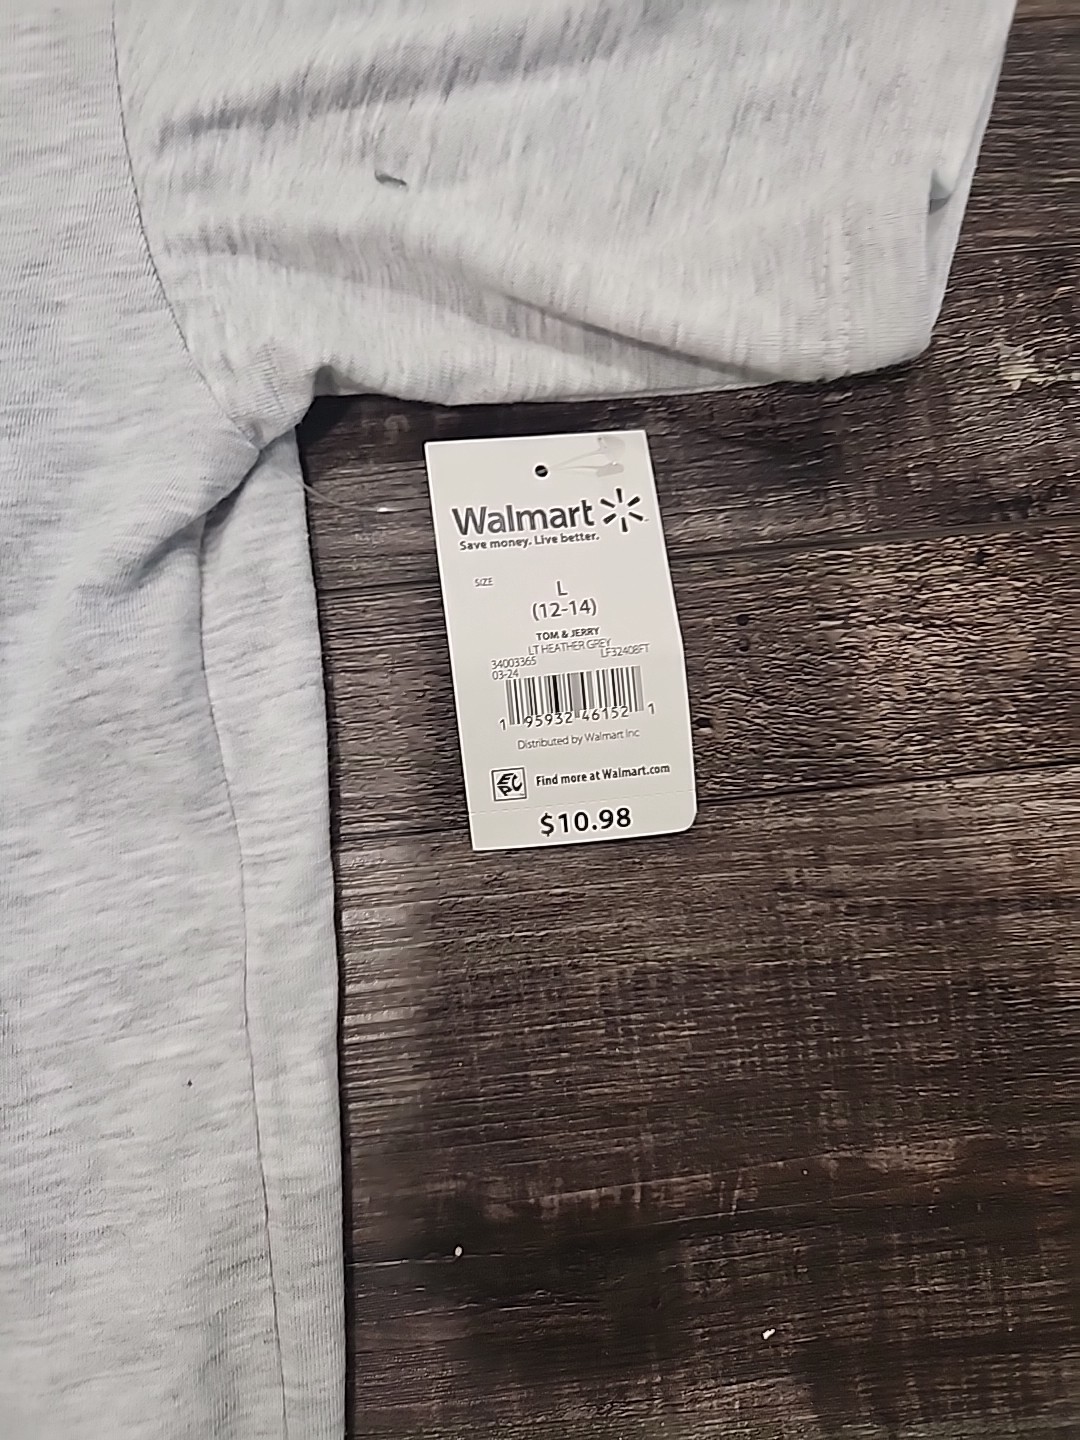 Walmart
Save money. Live better.
SIZE
L
(12-14)
TOM & JERRY
LT HEATHER GREY
34003365 LF32408FT
03-24
1 95932 46152 1
Distributed by Walmart Inc
EPC
Find more at Walmart.com
$10.98